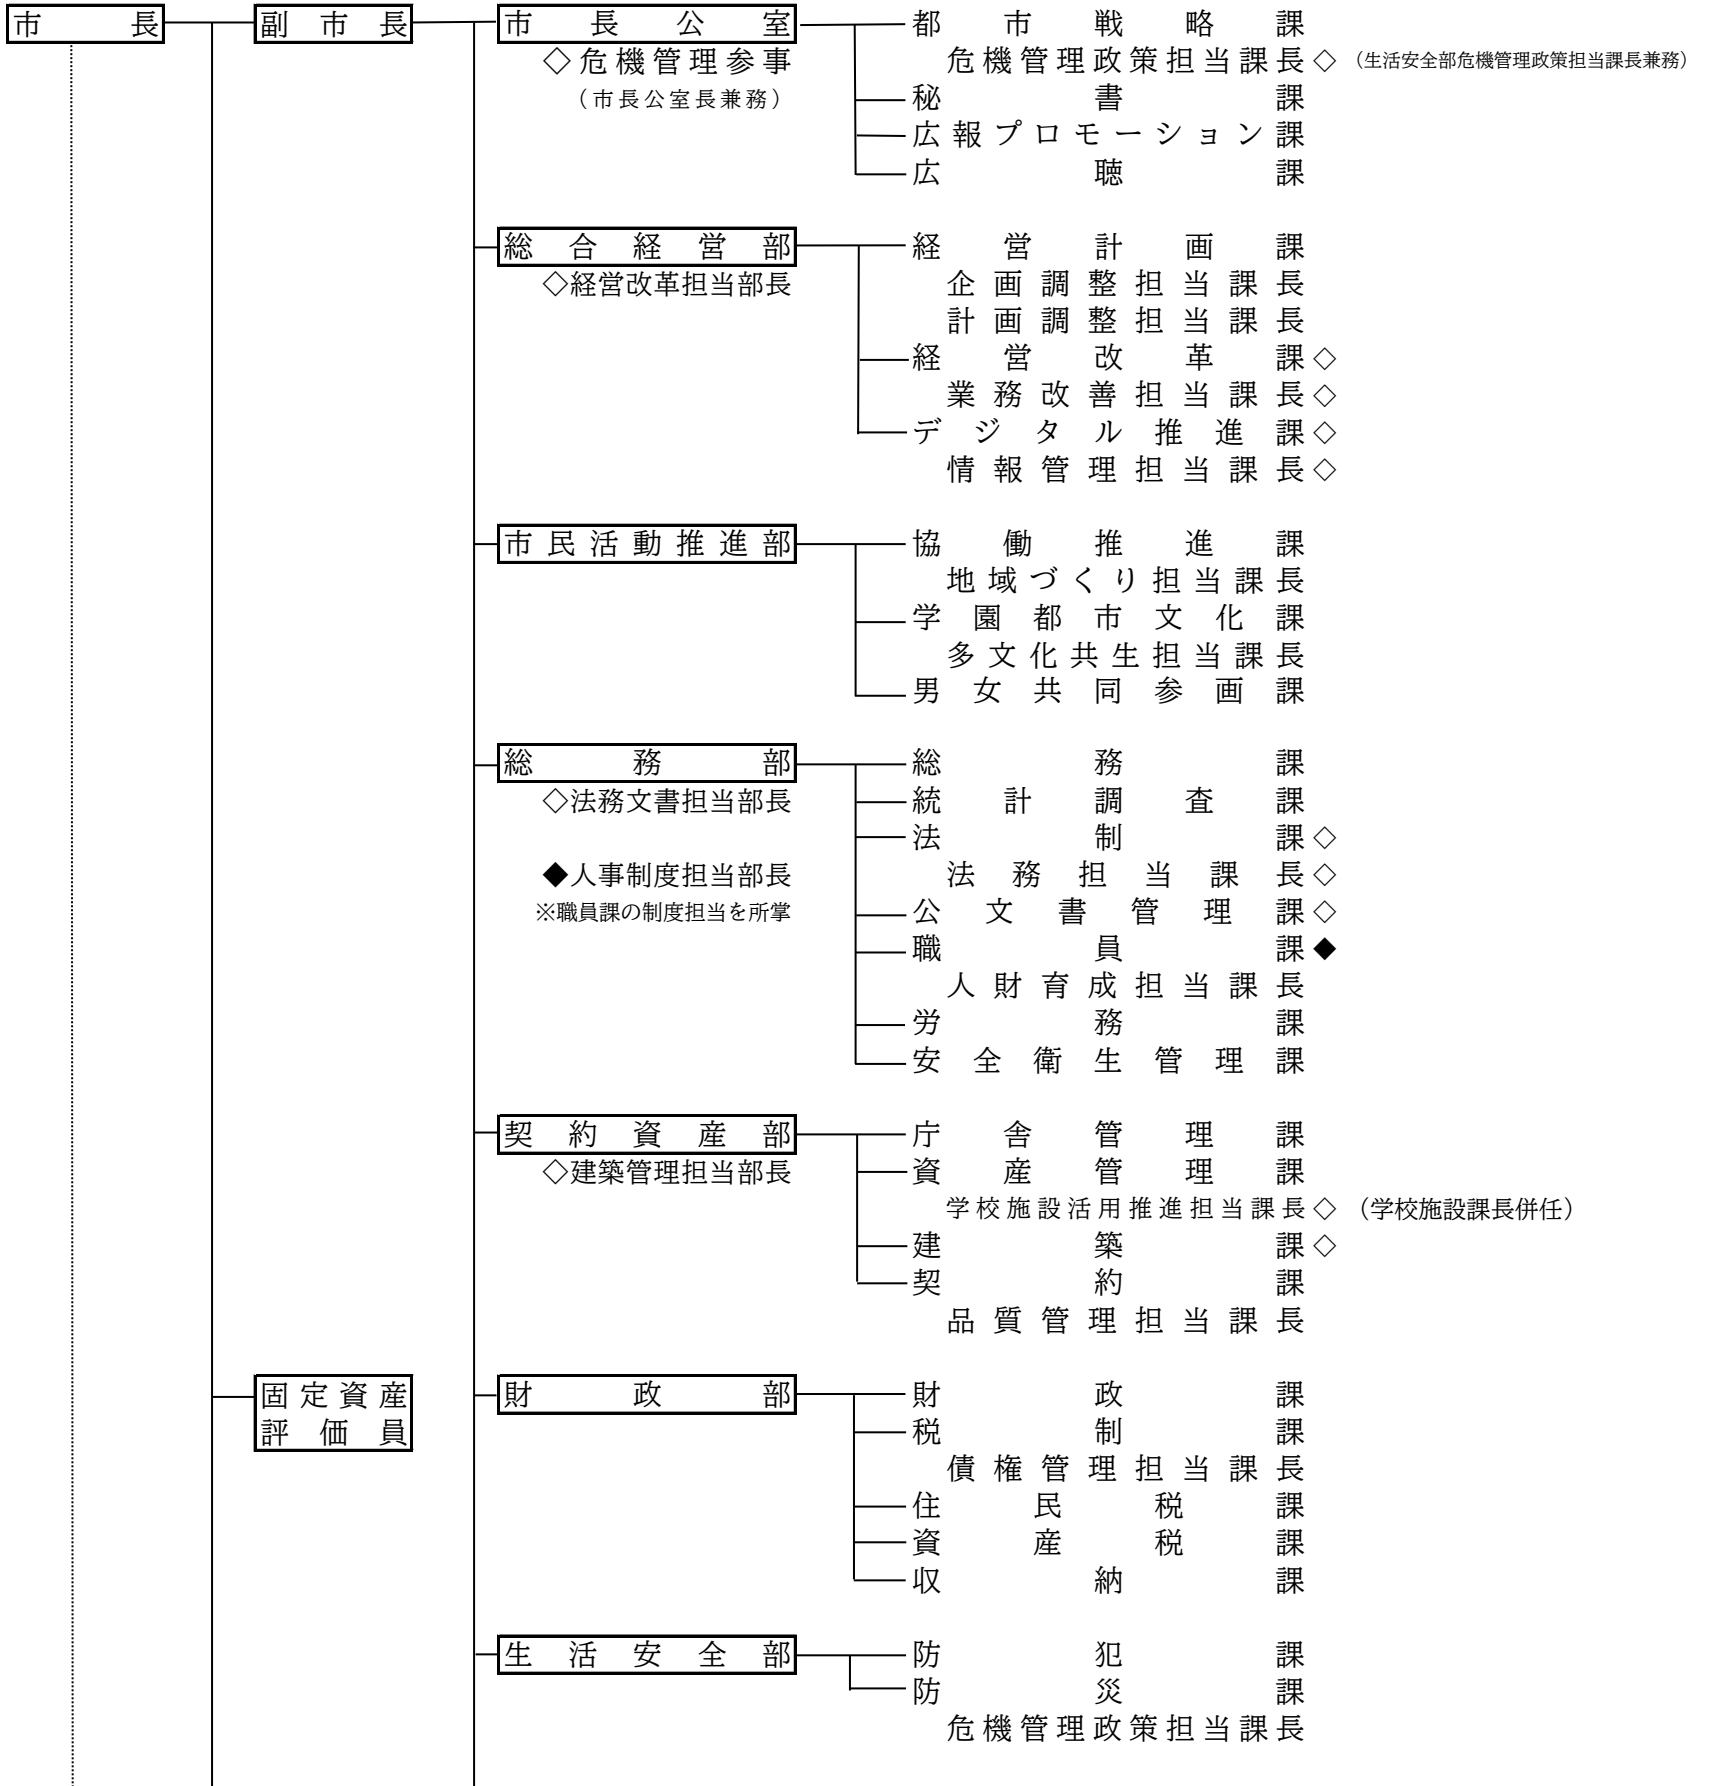 市長 副市長 市長公室 都市戦略課
◇危機管理参事 危機管理政策担当課長◇（生活安全部危機管理政策担当課長兼務）
（市長公室長兼務） 秘書課
広報プロモーション課
広聴課
総合経営部 経営計画課
◇経営改革担当部長 企画調整担当課長
計画調整担当課長
経営改革課◇
業務改善担当課長◇
デジタル推進課◇
情報管理担当課長◇
市民活動推進部 協働推進課
地域づくり担当課長
学園都市文化課
多文化共生担当課長
男女共同参画課
総務部 総務課
◇法務文書担当部長 統計調査課
法制課◇
◆人事制度担当部長 法務担当課長◇
※職員課の制度担当を所掌 公文書管理課◇
職員課◆
人財育成担当課長
労務課
安全衛生管理課
契約資産部 庁舎管理課
◇建築管理担当部長 資産管理課
学校施設活用推進担当課長◇（学校施設課長併任）
建築課◇
契約課
品質管理担当課長
固定資産 財政部 財政課
評価員 税制課
債権管理担当課長
住民税課
資産税課
収納課
生活安全部 防犯課
防災課
危機管理政策担当課長